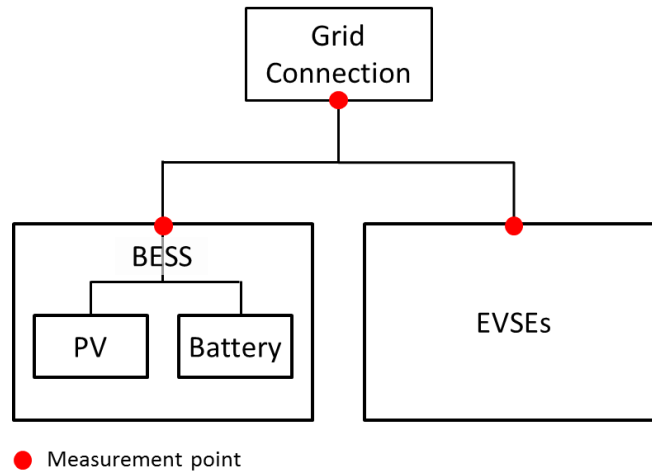 Grid
Connection
BESS
PV
Battery
EVSEs
Measurement point